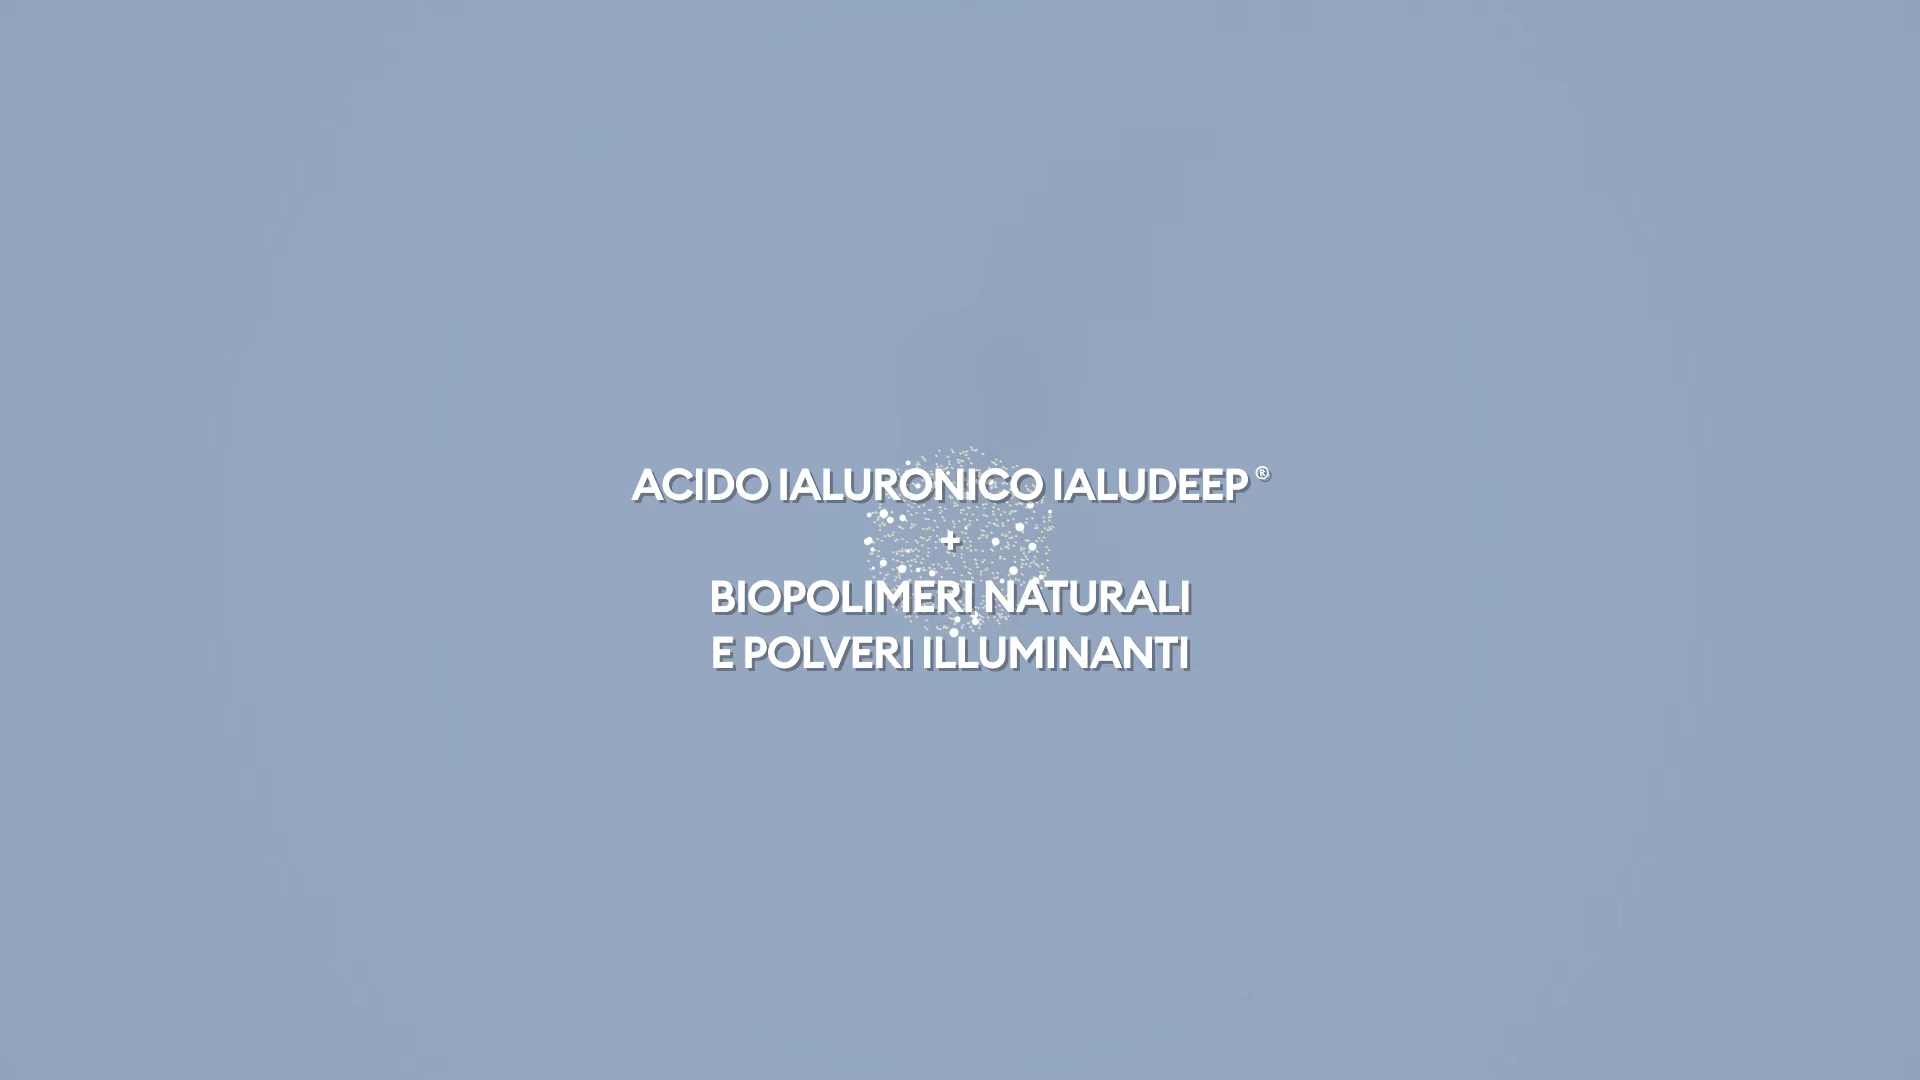 ACIDO IALURONICO IALUDEEP®
+
BIOPOLIMERI NATURALI
E POLVERI ILLUMINANTI